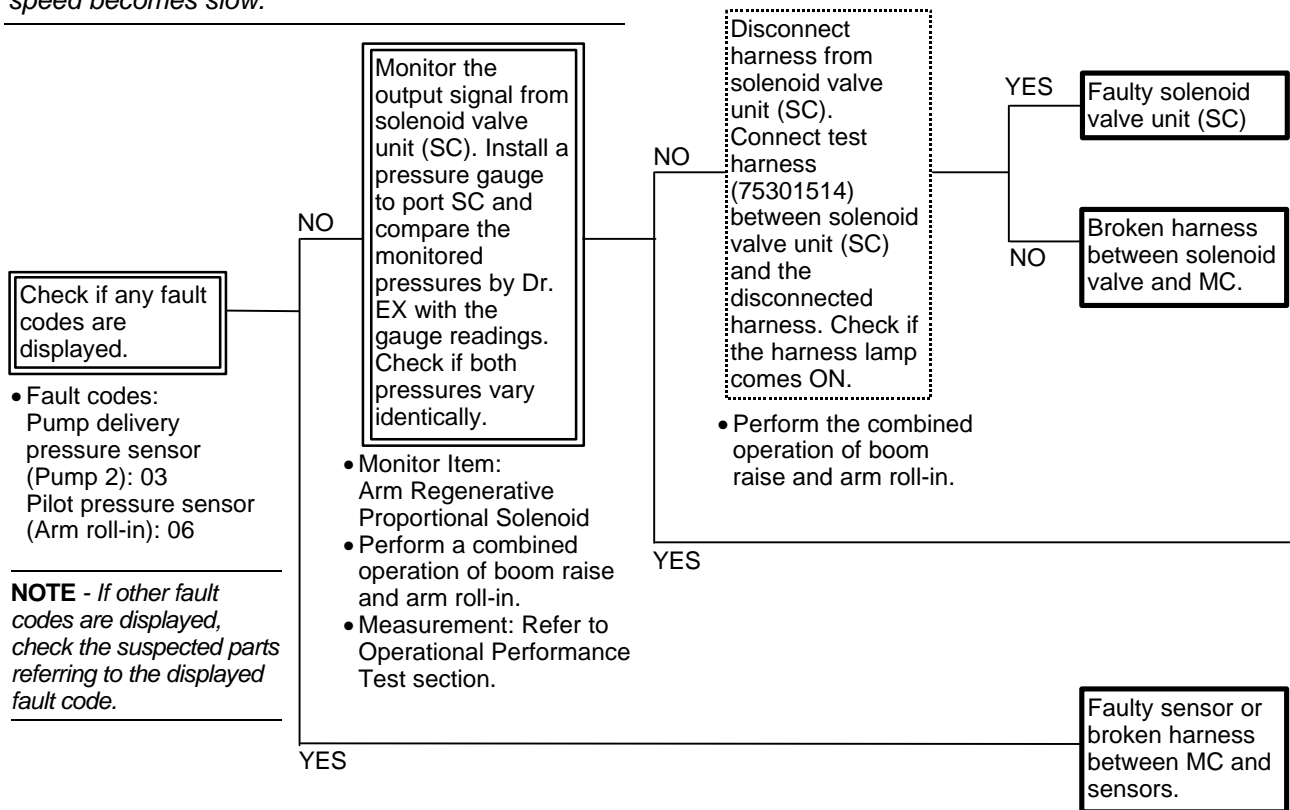 speed becomes slow.
Check if any fault
codes are
displayed.
• Fault codes:
Pump delivery
pressure sensor
(Pump 2): 03
Pilot pressure sensor
(Arm roll-in): 06
NOTE - If other fault
codes are displayed,
check the suspected parts
referring to the displayed
fault code.
NO
YES
Monitor the
output signal from
solenoid valve
unit (SC). Install a
pressure gauge
to port SC and
compare the
monitored
pressures by Dr.
EX with the
gauge readings.
Check if both
pressures vary
identically.
• Monitor Item:
Arm Regenerative
Proportional Solenoid
• Perform a combined
operation of boom raise
and arm roll-in.
• Measurement: Refer to
Operational Performance
Test section.
NO
YES
Disconnect
harness from
solenoid valve
unit (SC).
Connect test
harness
(75301514)
between solenoid
valve unit (SC)
and the
disconnected
harness. Check if
the harness lamp
comes ON.
• Perform the combined
operation of boom
raise and arm roll-in.
YES
Faulty solenoid
valve unit (SC)
NO
Broken harness
between solenoid
valve and MC.
Faulty sensor or
broken harness
between MC and
sensors.